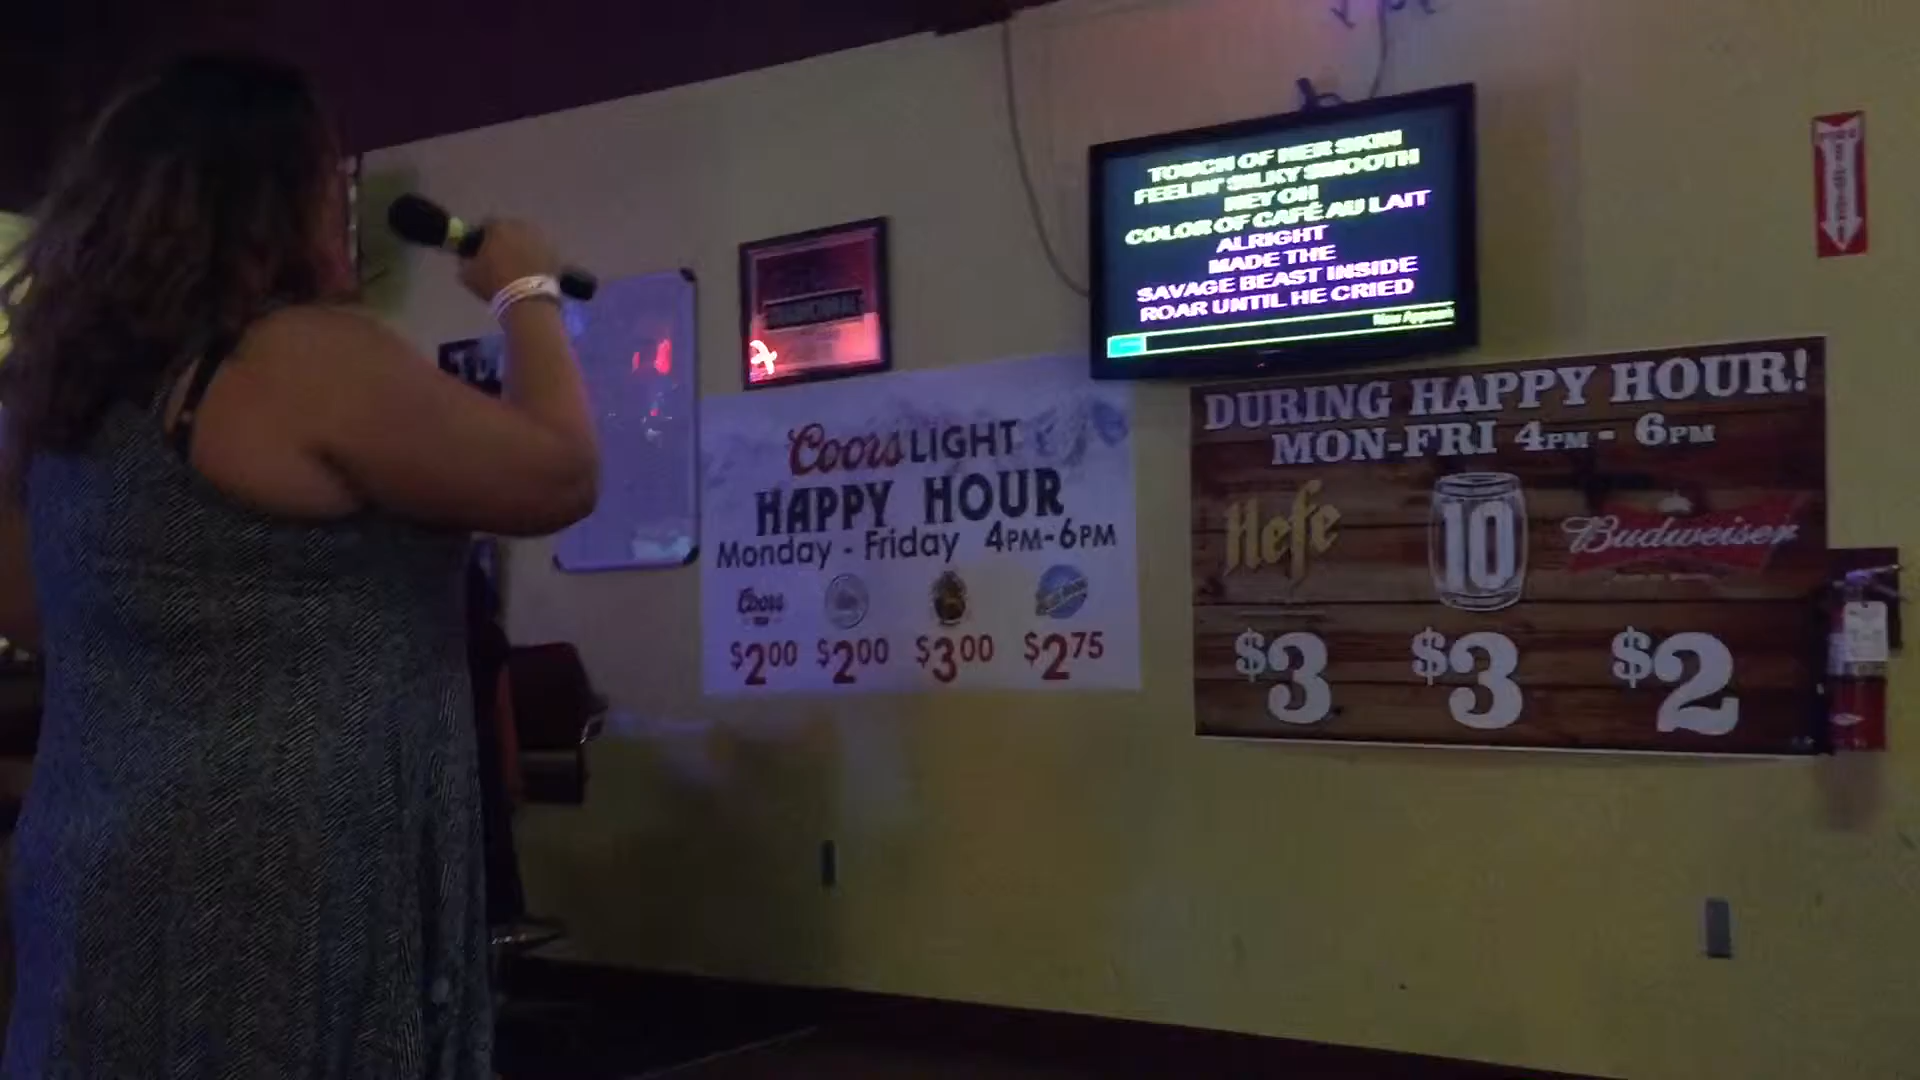 TOUCH OF HER SKIN
FEELIN' SILKY SMOOTH
HEY OH
COLOR OF CAFÉ AU LAIT
ALRIGHT
MADE THE
SAVAGE BEAST INSIDE
ROAR UNTIL HE CRIED
Coors LIGHT
HAPPY HOUR
Monday - Friday 4PM-6PM
Coors
$2.00 $2.00 $3.00 $2.75
DURING HAPPY HOUR!
MON-FRI 4PM- 6PM
Hefe 10 Budweiser
$3 $3 $2